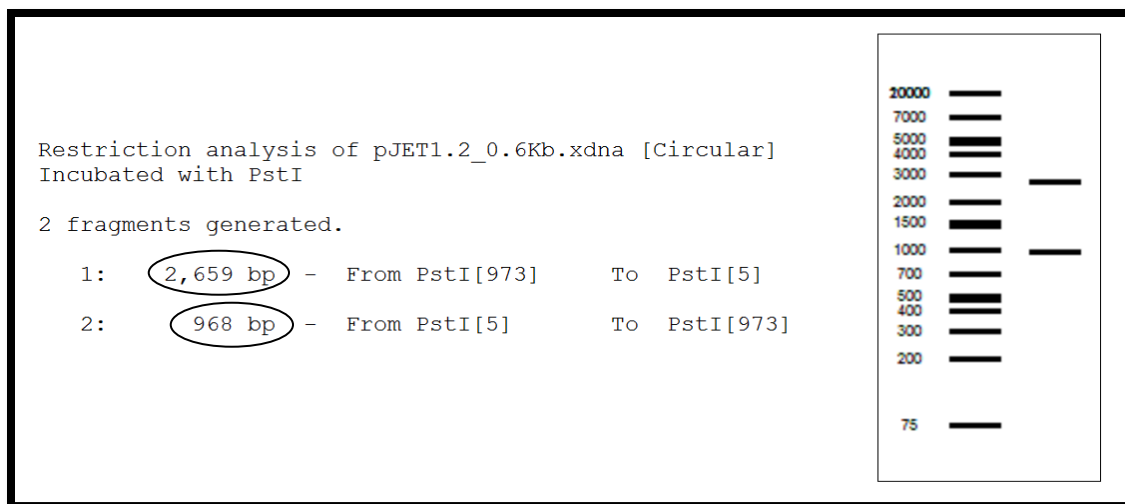 Restriction analysis of pJET1.2_0.6Kb.xdna [Circular]
Incubated with PstI
2 fragments generated.
1: 2,659 bp - From PstI[973] To PstI[5]
2: 968 bp - From PstI[5] To PstI[973]
20000
7000
5000
4000
3000
2000
1500
1000
700
500
400
300
200
75